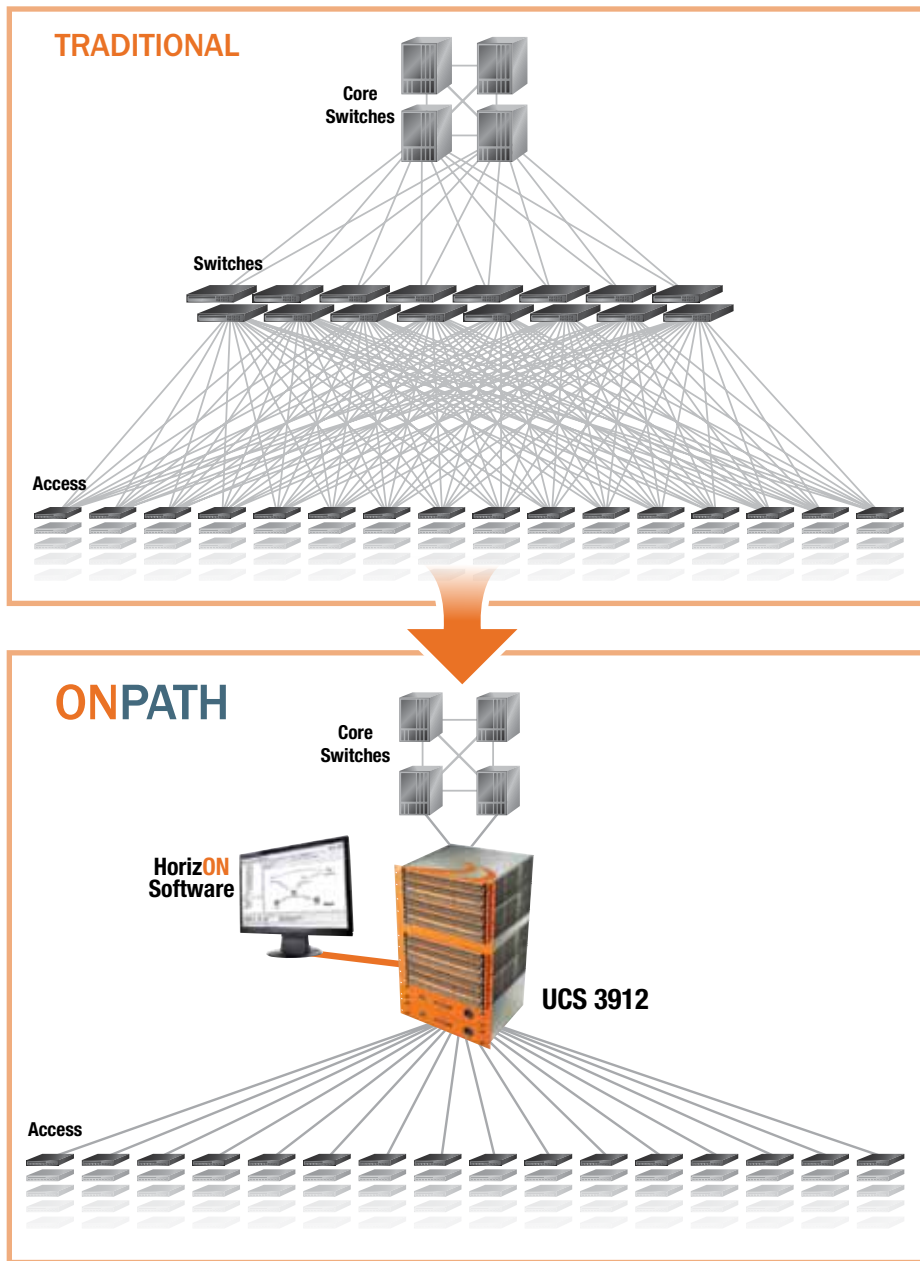 TRADITIONAL
Core
Switches
Switches
Access
ONPATH
Core
Switches
HorizON
Software
UCS 3912
Access